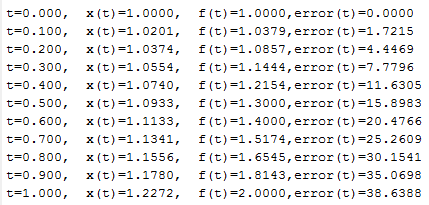 t=0.000,  x(t)=1.0000,  f(t)=1.0000,error(t)=0.0000
t=0.100,  x(t)=1.0201,  f(t)=1.0379,error(t)=1.7215
t=0.200,  x(t)=1.0374,  f(t)=1.0857,error(t)=4.4469
t=0.300,  x(t)=1.0554,  f(t)=1.1444,error(t)=7.7796
t=0.400,  x(t)=1.0740,  f(t)=1.2154,error(t)=11.6305
t=0.500,  x(t)=1.0933,  f(t)=1.3000,error(t)=15.8983
t=0.600,  x(t)=1.1133,  f(t)=1.4000,error(t)=20.4766
t=0.700,  x(t)=1.1341,  f(t)=1.5174,error(t)=25.2609
t=0.800,  x(t)=1.1556,  f(t)=1.6545,error(t)=30.1541
t=0.900,  x(t)=1.1780,  f(t)=1.8143,error(t)=35.0698
t=1.000,  x(t)=1.2272,  f(t)=2.0000,error(t)=38.6388